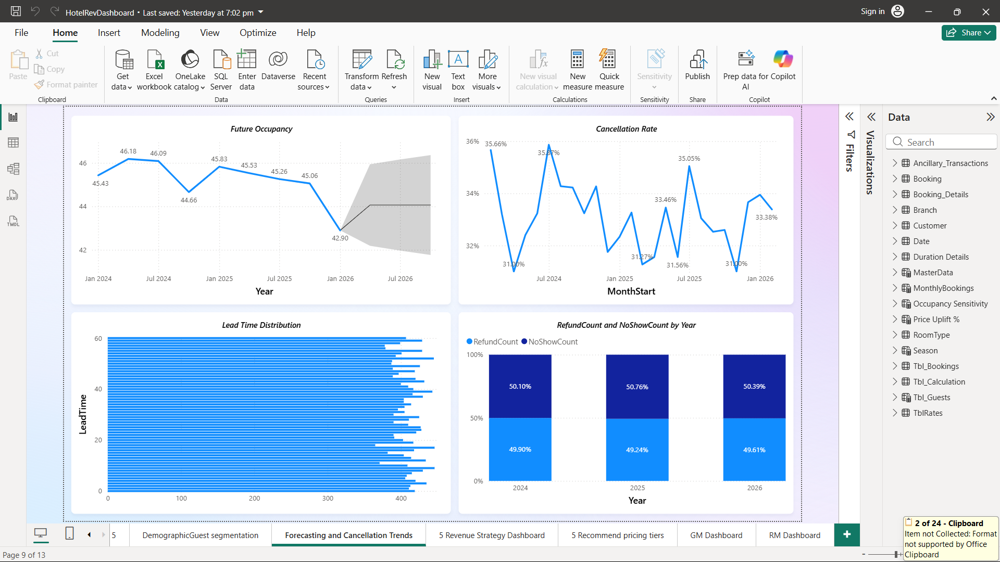 HotelRevDashboard • Last saved: Yesterday at 7:02 pm
Sign in
File
Home
Insert
Modeling
View
Optimize
Help
Share
Paste
Cut
Copy
Format painter
Clipboard
Get data
Excel workbook
OneLake catalog
SQL Server
Enter data
Dataverse
Recent sources
Data
Transform data
Refresh
Queries
New visual
Text box
More visuals
Insert
New visual calculation
New measure
Quick measure
Calculations
Sensitivity
Sensitivity
Publish
Share
Prep data for AI
Copilot
Copilot
DAX
TMDL
Future Occupancy
46
44
42
45.43
46.18
46.09
44.66
45.83
45.53
45.26
45.06
42.90
Jan 2024
Jul 2024
Jan 2025
Jul 2025
Jan 2026
Jul 2026
Year
Cancellation Rate
36%
34%
32%
35.66%
31.00%
35.87%
31.27%
33.46%
31.56%
35.05%
31.00%
33.38%
Jul 2024
Jan 2025
Jul 2025
Jan 2026
MonthStart
Lead Time Distribution
LeadTime
60
40
20
0
0
100
200
300
400
RefundCount and NoShowCount by Year
RefundCount
NoShowCount
100%
50%
0%
50.10%
50.76%
50.39%
49.90%
49.24%
49.61%
2024
2025
2026
Year
Filters
Visualizations
Data
Search
Ancillary_Transactions
Booking
Booking_Details
Branch
Customer
Date
Duration Details
MasterData
MonthlyBookings
Occupancy Sensitivity
Price Uplift %
RoomType
Season
Tbl_Bookings
Tbl_Calculation
Tbl_Guests
TblRates
5
DemographicGuest segmentation
Forecasting and Cancellation Trends
5 Revenue Strategy Dashboard
5 Recommend pricing tiers
GM Dashboard
RM Dashboard
Page 9 of 13
2 of 24 - Clipboard
Item not Collected: Format
not supported by Office
Clipboard